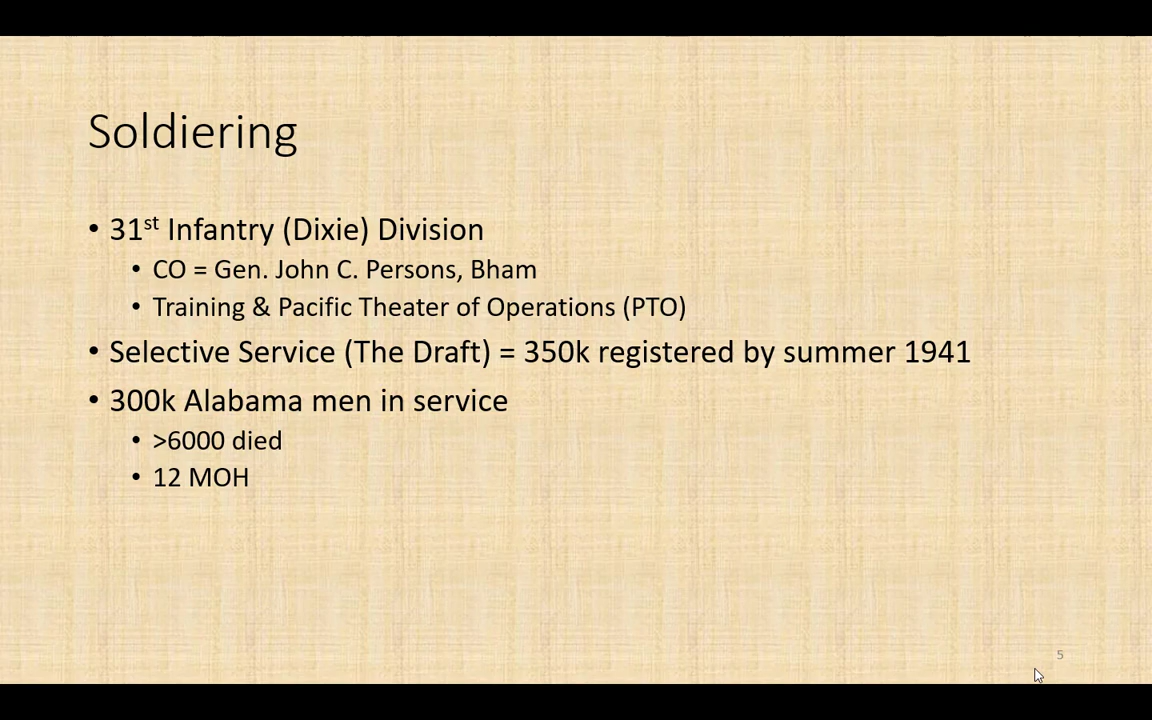 Soldiering
• 31st Infantry (Dixie) Division
• CO = Gen. John C. Persons, Bham
• Training & Pacific Theater of Operations (PTO)
• Selective Service (The Draft) = 350k registered by summer 1941
• 300k Alabama men in service
• >6000 died
• 12 MOH
5